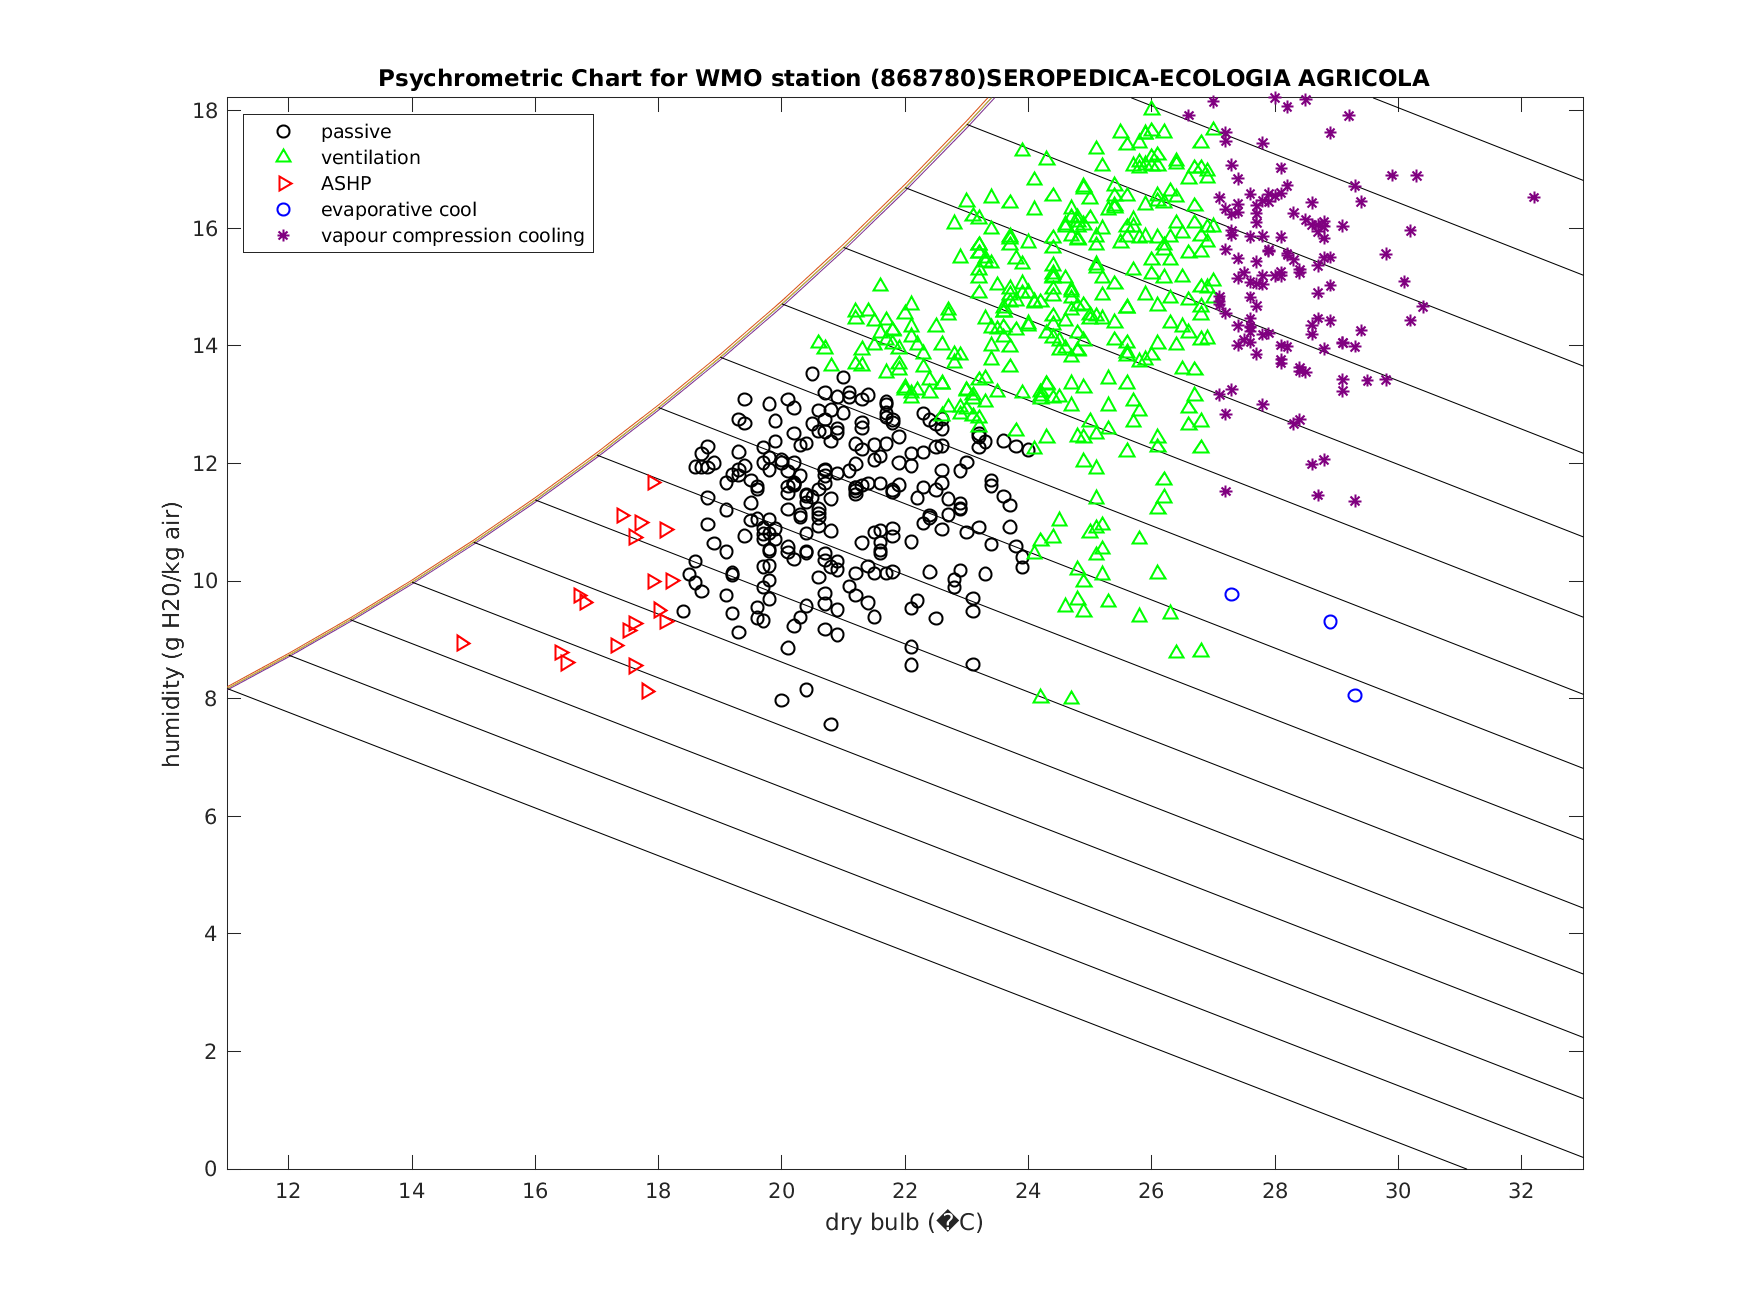 Psychrometric Chart for WMO station (868780)SEROPEDICA-ECOLOGIA AGRICOLA
passive
ventilation
ASHP
evaporative cool
vapour compression cooling
humidity (g H20/kg air)
18
16
14
12
10
8
6
4
2
0
12 14 16 18 20 22 24 26 28 30 32
dry bulb (�C)